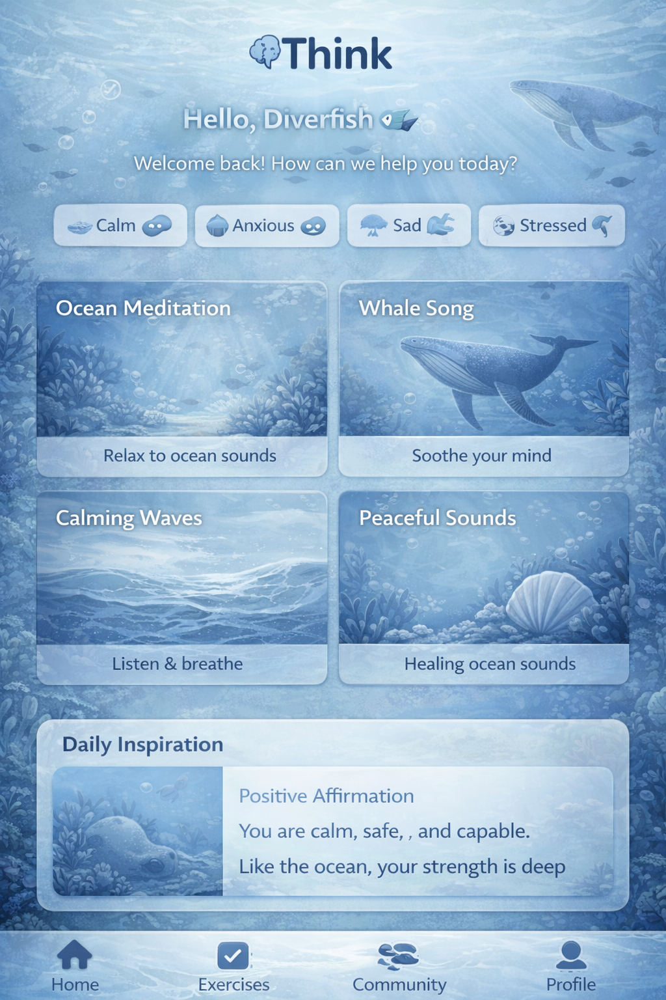 Think
Hello, Diverfish
Welcome back! How can we help you today?
Calm
Anxious
Sad
Stressed
Ocean Meditation
Relax to ocean sounds
Whale Song
Soothe your mind
Calming Waves
Listen & breathe
Peaceful Sounds
Healing ocean sounds
Daily Inspiration
Positive Affirmation
You are calm, safe, , and capable.
Like the ocean, your strength is deep
Home
Exercises
Community
Profile